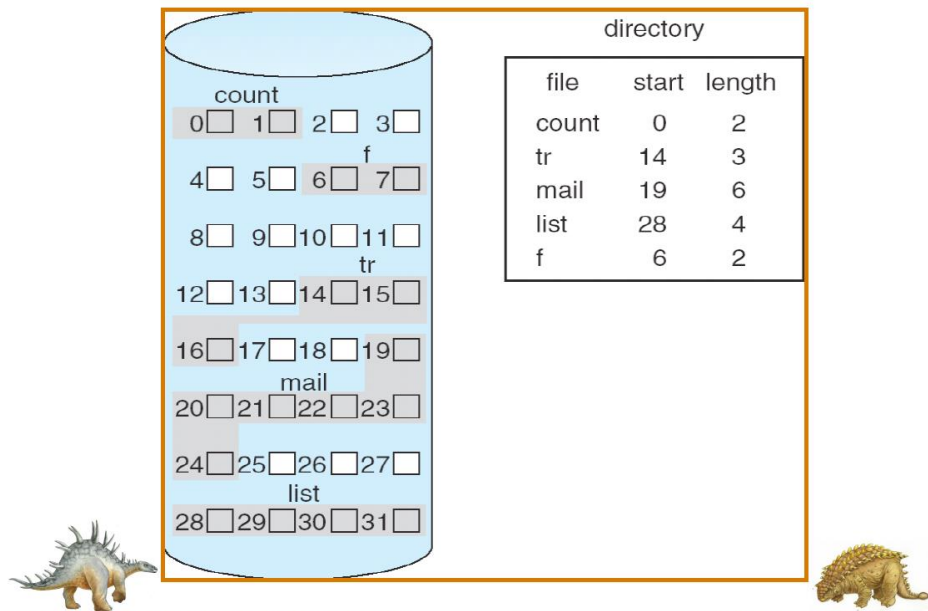 directory
file start length
count 0 2
tr 14 3
mail 19 6
list 28 4
f 6 2
count
0 1 2 3
f
4 5 6 7
8 9 10 11
tr
12 13 14 15
16 17 18 19
mail
20 21 22 23
24 25 26 27
list
28 29 30 31